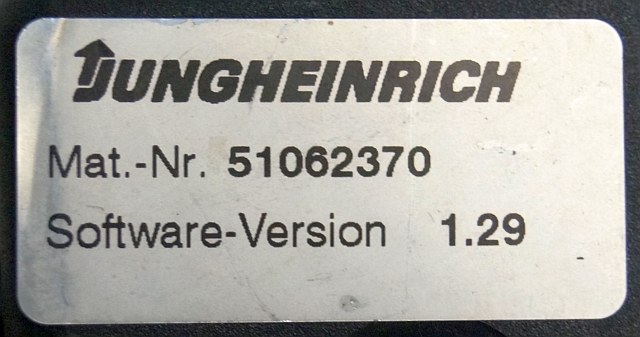 JUNGHEINRICH
Mat.-Nr. 51062370
Software-Version 1.29